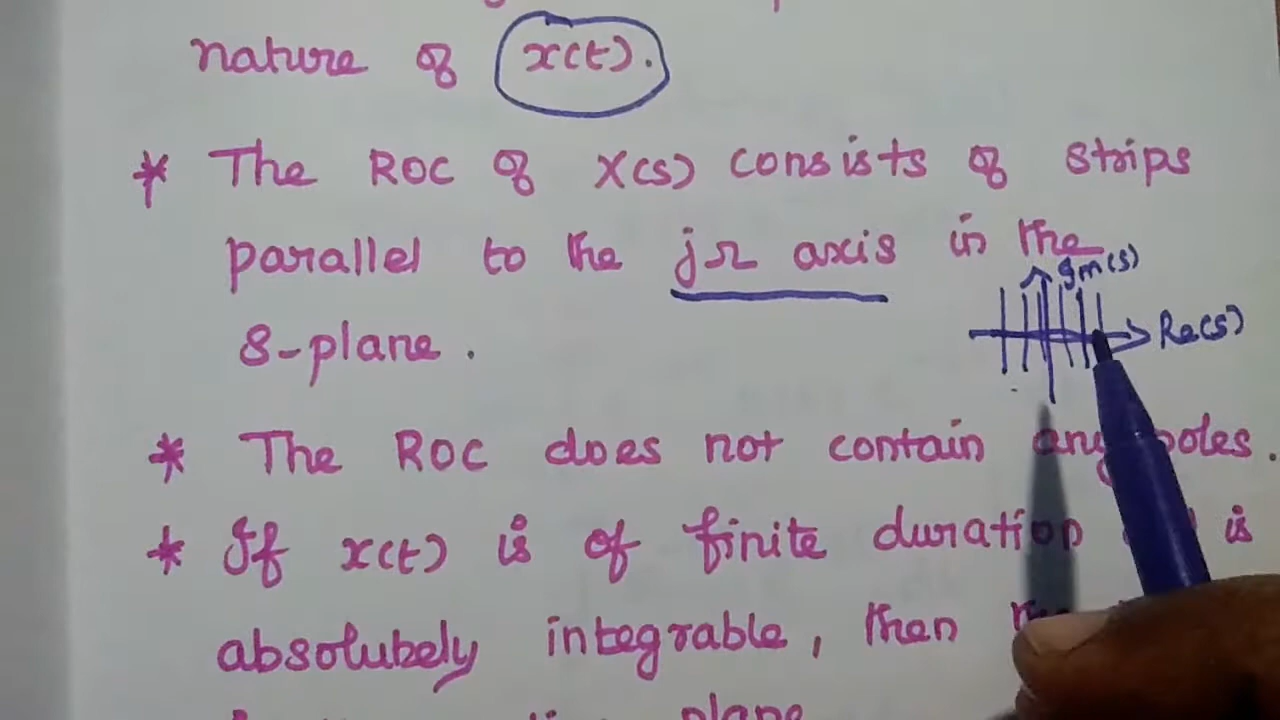 nature of x(t).
* The ROC of X(s) consists of strips
parallel to the jΩ axis in the
Im(s)
Re(s)
S-plane.
* The ROC does not contain any poles.
* If x(t) is of finite duration is
absolutely integrable, then
plane